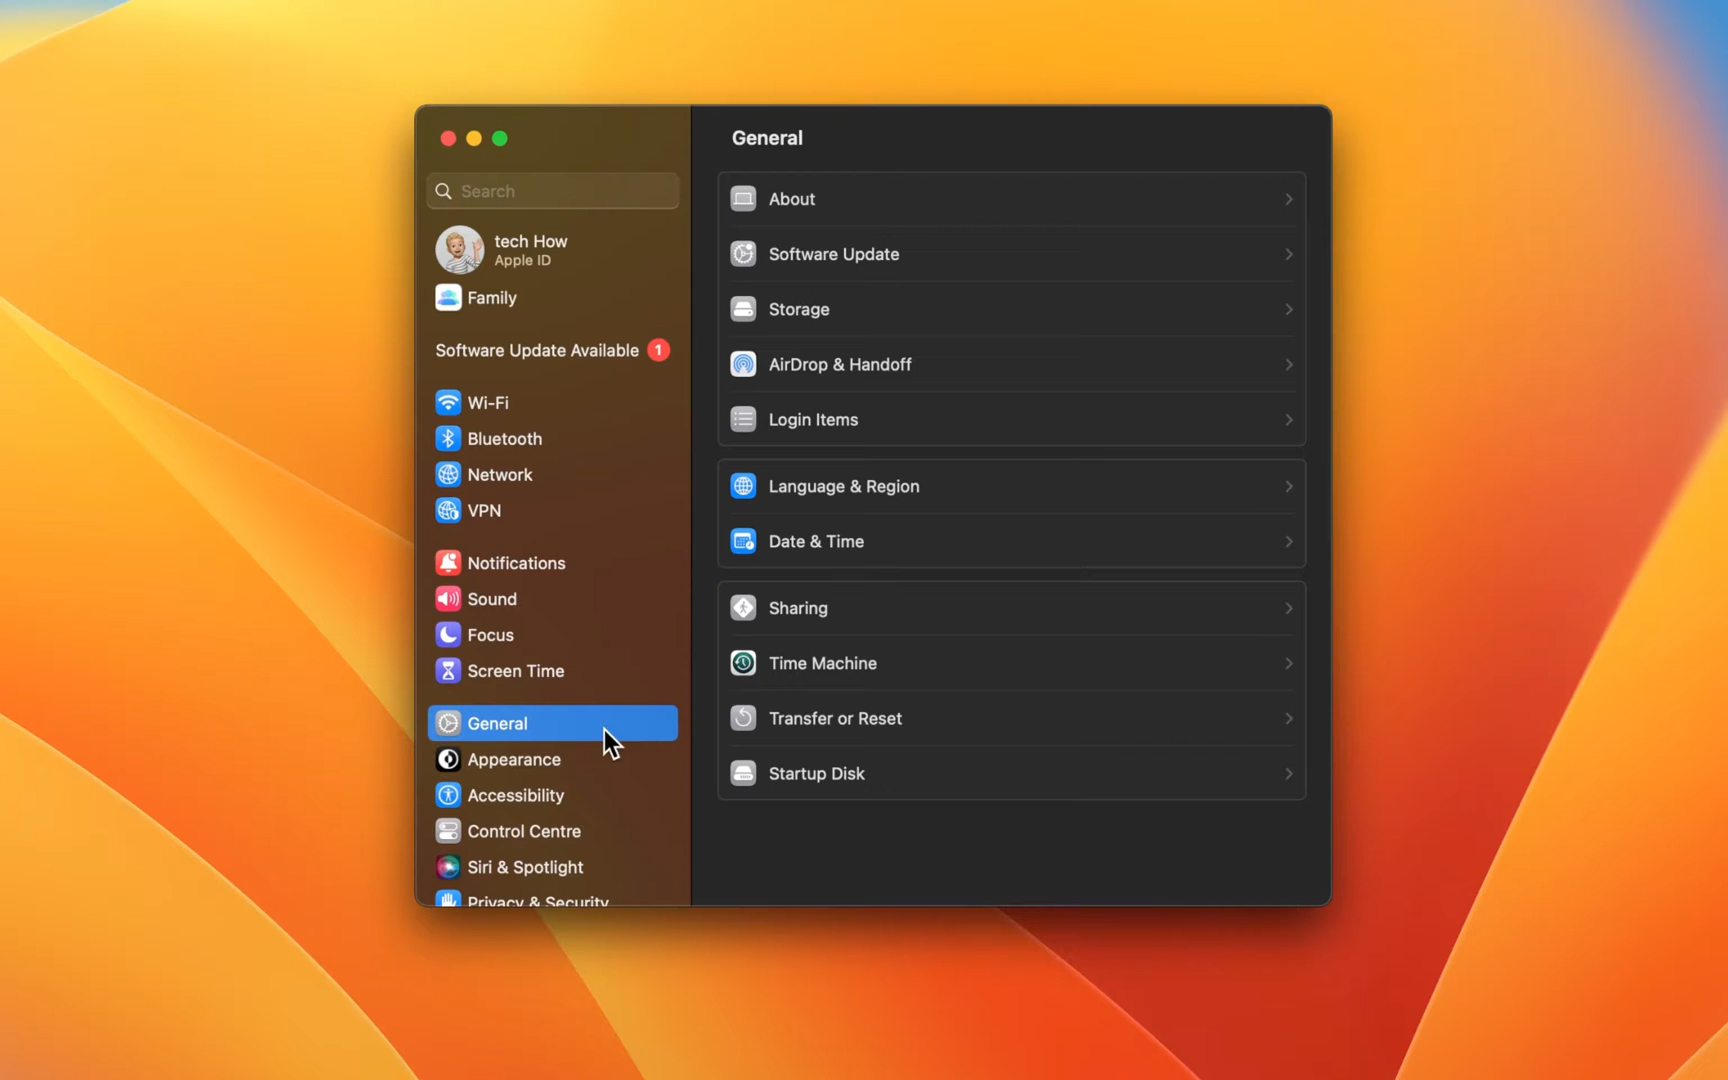 General
Search
tech How
Apple ID
Family
Software Update Available 1
Wi-Fi
Bluetooth
Network
VPN
Notifications
Sound
Focus
Screen Time
General
Appearance
Accessibility
Control Centre
Siri & Spotlight
Privacy & Security
About
Software Update
Storage
AirDrop & Handoff
Login Items
Language & Region
Date & Time
Sharing
Time Machine
Transfer or Reset
Startup Disk